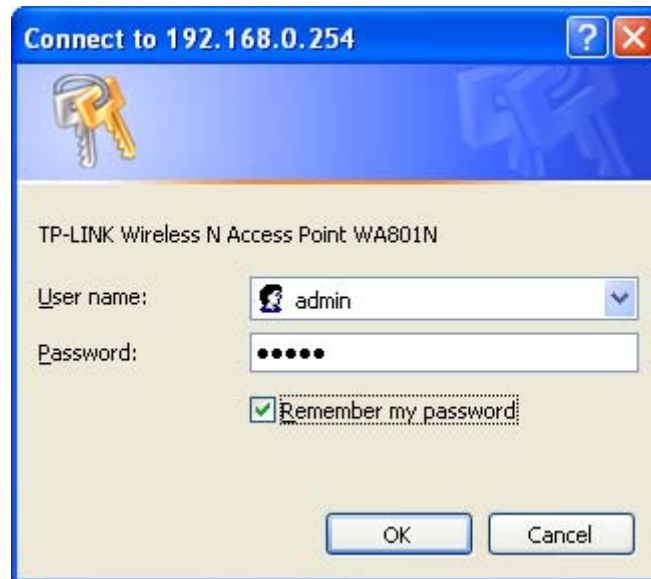 Connect to 192.168.0.254
TP-LINK Wireless N Access Point WA801N
User name:
admin
Password:
•••••
Remember my password
OK
Cancel